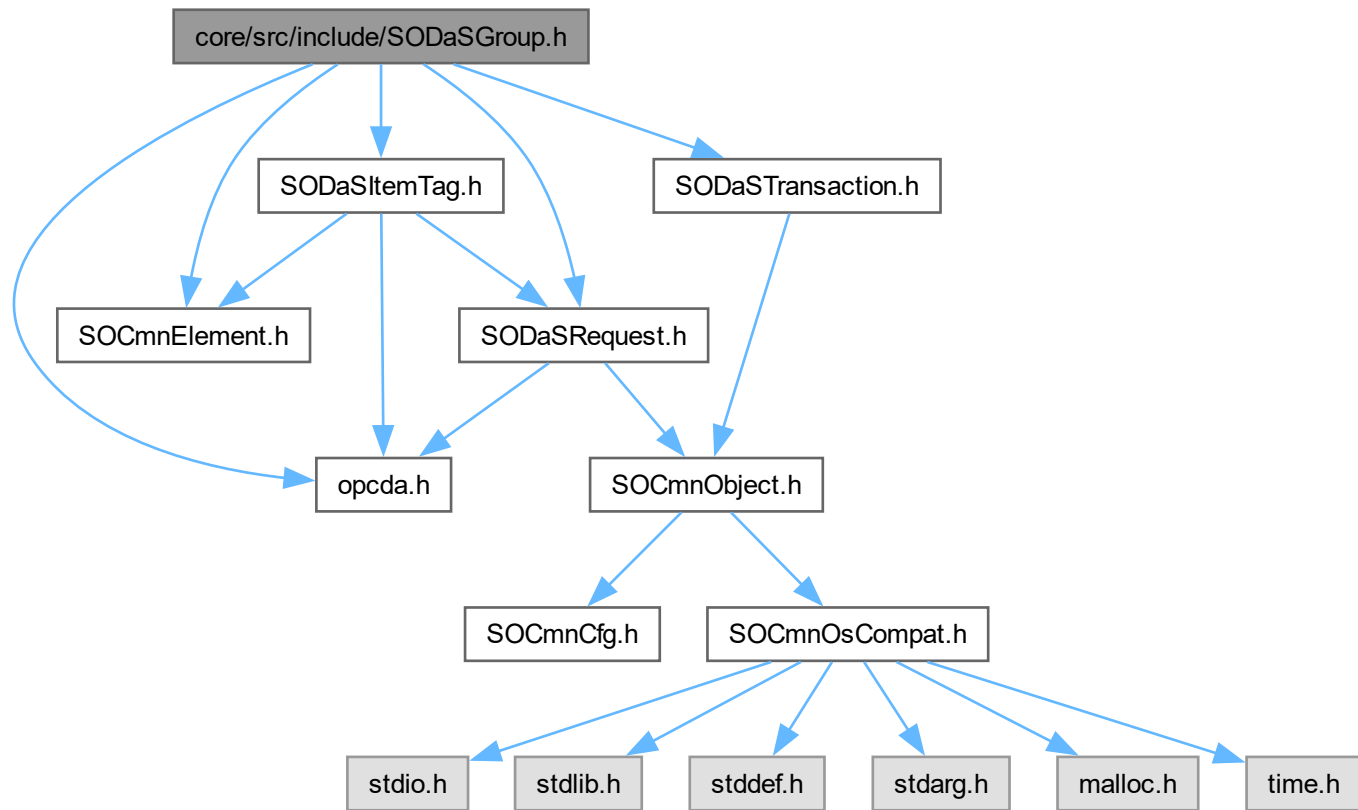 core/src/include/SODaSGroup.h
SODaSItemTag.h
SODaSTransaction.h
SOCmnElement.h
SODaSRequest.h
opcda.h
SOCmnObject.h
SOCmnCfg.h
SOCmnOsCompat.h
stdio.h
stdlib.h
stddef.h
stdarg.h
malloc.h
time.h